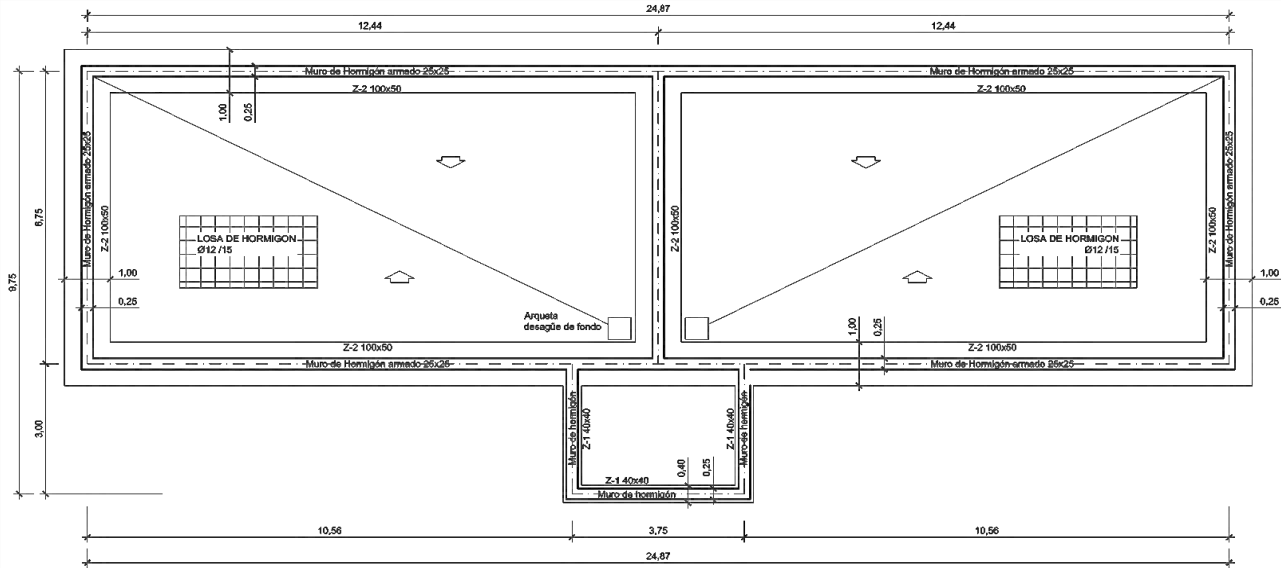 24,87
12,44
12,44
Muro de Hormigón armado 25x25
Muro de Hormigón armado 25x25
Z-2 100x50
Z-2 100x50
1,00
0,25
Muro de Hormigón armado 25x25
Z-2 100x50
Z-2 100x50
Z-2 100x50
Muro de Hormigón armado 25x25
6,75
9,75
LOSA DE HORMIGON
Ø12 /15
LOSA DE HORMIGON
Ø12 /15
1,00
0,25
1,00
0,25
Arqueta
desagüe de fondo
1,00
0,25
Z-2 100x50
Z-2 100x50
Muro de Hormigón armado 25x25
Muro de Hormigón armado 25x25
3,00
Muro de hormigón
Z-1 40x40
Z-1 40x40
Muro de hormigón
0,40
0,25
Z-1 40x40
Muro de hormigón
10,56
3,75
10,56
24,87